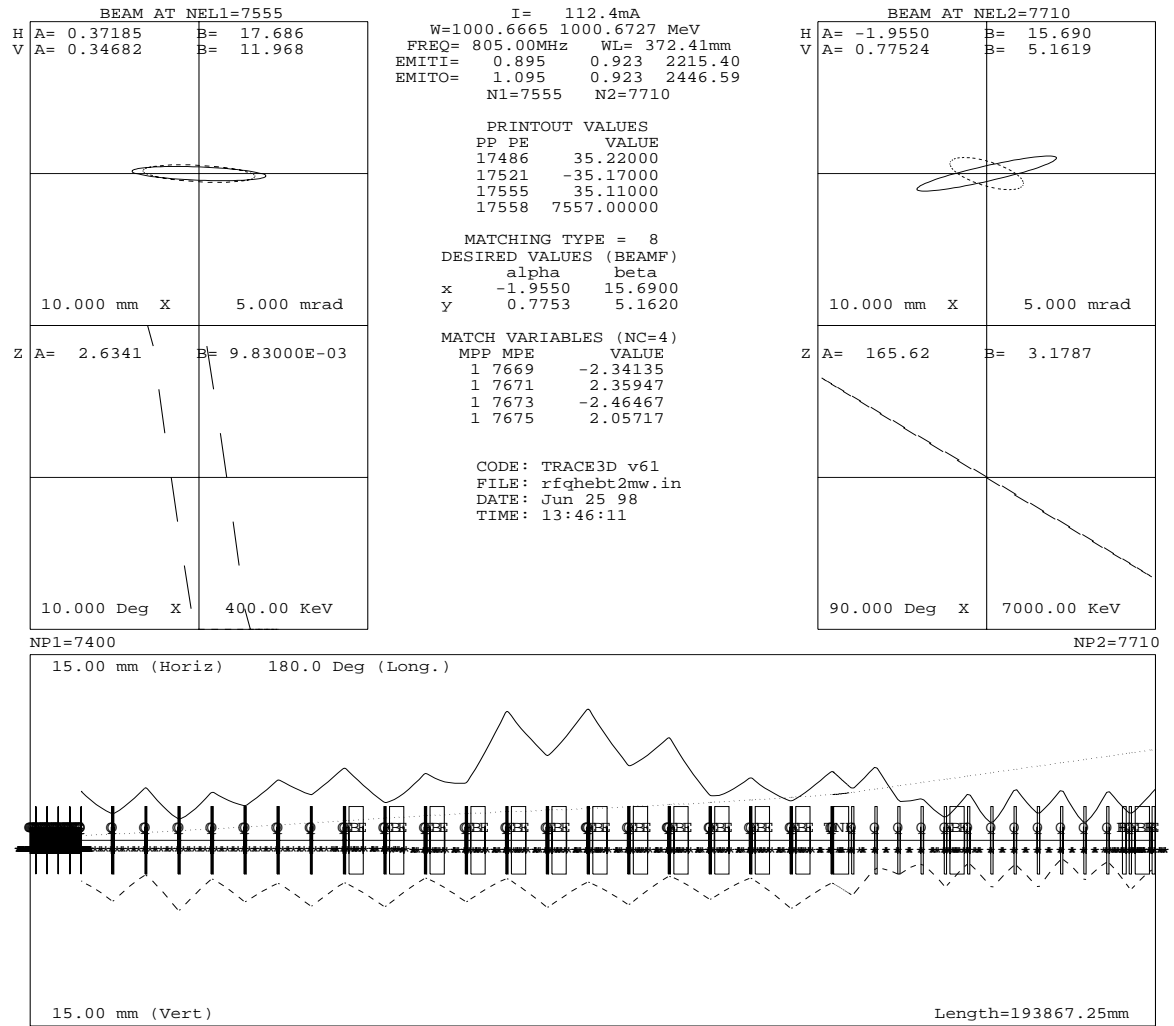 BEAM AT NEL1=7555
H A= 0.37185 B= 17.686
V A= 0.34682 B= 11.968
10.000 mm X 5.000 mrad
Z A= 2.6341 B= 9.83000E-03
10.000 Deg X 400.00 KeV
NP1=7400
I= 112.4mA
W=1000.6665 1000.6727 MeV
FREQ= 805.00MHz WL= 372.41mm
EMITI= 0.895 0.923 2215.40
EMITO= 1.095 0.923 2446.59
N1=7555 N2=7710
PRINTOUT VALUES
PP PE VALUE
17486 35.22000
17521 -35.17000
17555 35.11000
17558 7557.00000
MATCHING TYPE = 8
DESIRED VALUES (BEAMF)
alpha beta
x -1.9550 15.6900
y 0.7753 5.1620
MATCH VARIABLES (NC=4)
MPP MPE VALUE
1 7669 -2.34135
1 7671 2.35947
1 7673 -2.46467
1 7675 2.05717
CODE: TRACE3D v61
FILE: rfqhebt2mw.in
DATE: Jun 25 98
TIME: 13:46:11
BEAM AT NEL2=7710
H A= -1.9550 B= 15.690
V A= 0.77524 B= 5.1619
10.000 mm X 5.000 mrad
Z A= 165.62 B= 3.1787
90.000 Deg X 7000.00 KeV
NP2=7710
15.00 mm (Horiz) 180.0 Deg (Long.)
15.00 mm (Vert) Length=193867.25mm